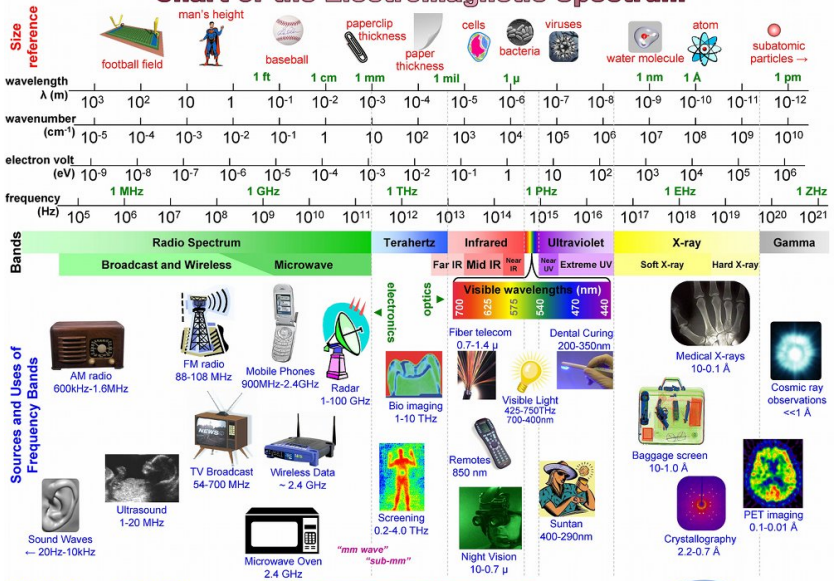 Chart of the Electromagnetic Spectrum
Size reference
football field
man's height
baseball
paperclip thickness
paper thickness
cells
bacteria
viruses
water molecule
atom
subatomic particles →
1 ft 1 cm 1 mm 1 mil 1 µ 1 nm 1 Å 1 pm
wavelength λ (m)
10³ 10² 10 1 10⁻¹ 10⁻² 10⁻³ 10⁻⁴ 10⁻⁵ 10⁻⁶ 10⁻⁷ 10⁻⁸ 10⁻⁹ 10⁻¹⁰ 10⁻¹¹ 10⁻¹²
wavenumber (cm⁻¹)
10⁻⁵ 10⁻⁴ 10⁻³ 10⁻² 10⁻¹ 1 10 10² 10³ 10⁴ 10⁵ 10⁶ 10⁷ 10⁸ 10⁹ 10¹⁰
electron volt (eV)
10⁻⁹ 10⁻⁸ 10⁻⁷ 10⁻⁶ 10⁻⁵ 10⁻⁴ 10⁻³ 10⁻² 10⁻¹ 1 10 10² 10³ 10⁴ 10⁵ 10⁶
1 MHz 1 GHz 1 THz 1 PHz 1 EHz 1 ZHz
frequency (Hz)
10⁵ 10⁶ 10⁷ 10⁸ 10⁹ 10¹⁰ 10¹¹ 10¹² 10¹³ 10¹⁴ 10¹⁵ 10¹⁶ 10¹⁷ 10¹⁸ 10¹⁹ 10²⁰ 10²¹
Bands
Radio Spectrum Terahertz Infrared Ultraviolet X-ray Gamma
Broadcast and Wireless Microwave Far IR Mid IR Near IR Near UV Extreme UV Soft X-ray Hard X-ray
electronics
optics
Visible wavelengths (nm)
700 625 575 540 470 440
Sources and Uses of Frequency Bands
AM radio
600kHz-1.6MHz
FM radio
88-108 MHz
Mobile Phones
900MHz-2.4GHz
Radar
1-100 GHz
Bio imaging
1-10 THz
Fiber telecom
0.7-1.4 µ
Visible Light
425-750THz
700-400nm
Dental Curing
200-350nm
Medical X-rays
10-0.1 Å
Cosmic ray observations
<<1 Å
NEWS
TV Broadcast
54-700 MHz
Wireless Data
~ 2.4 GHz
Remotes
850 nm
Baggage screen
10-1.0 Å
Ultrasound
1-20 MHz
Screening
0.2-4.0 THz
Suntan
400-290nm
Crystallography
2.2-0.7 Å
PET imaging
0.1-0.01 Å
Sound Waves
← 20Hz-10kHz
Microwave Oven
2.4 GHz
"mm wave"
"sub-mm"
Night Vision
10-0.7 µ